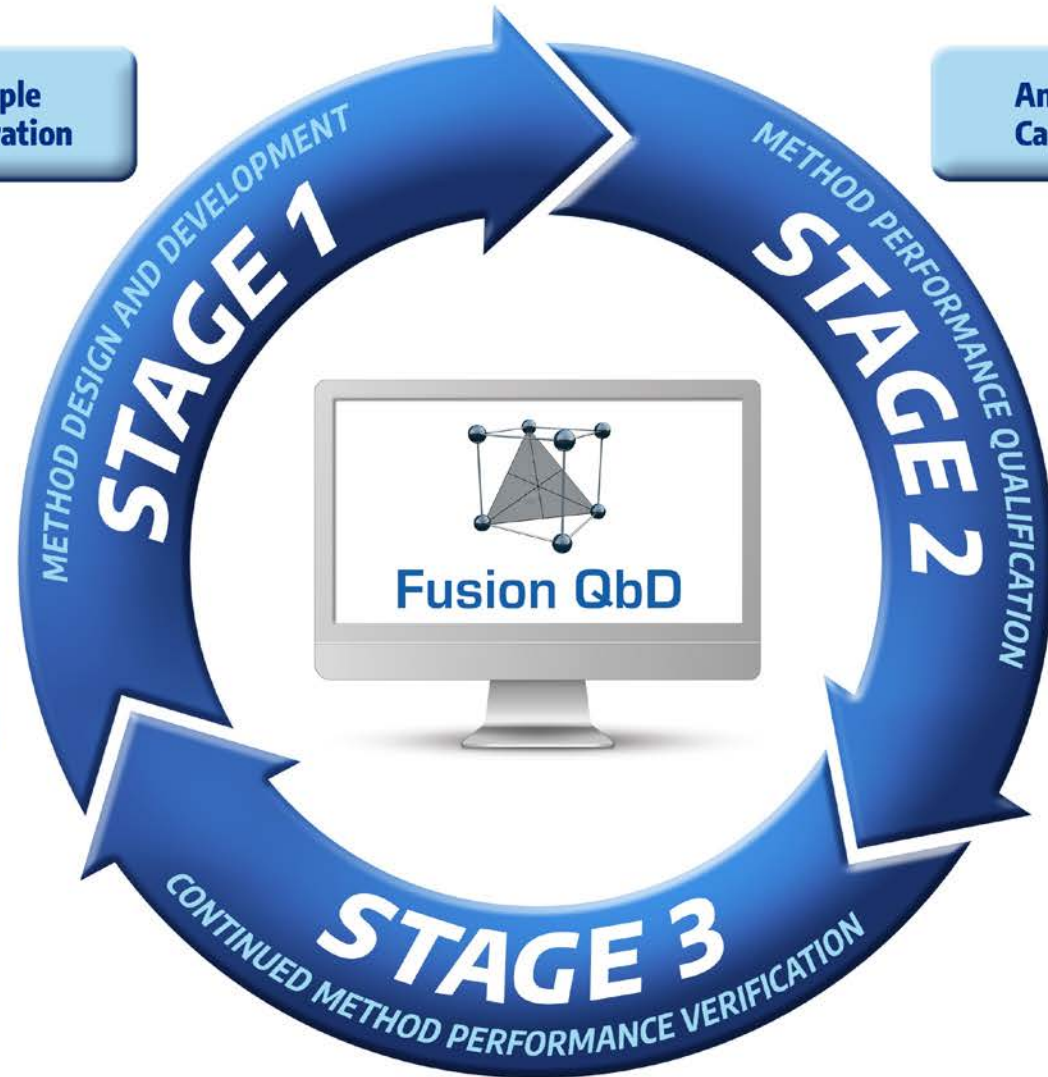 METHOD DESIGN AND DEVELOPMENT
STAGE 1
METHOD PERFORMANCE QUALIFICATION
STAGE 2
Fusion QbD
STAGE 3
CONTINUED METHOD PERFORMANCE VERIFICATION